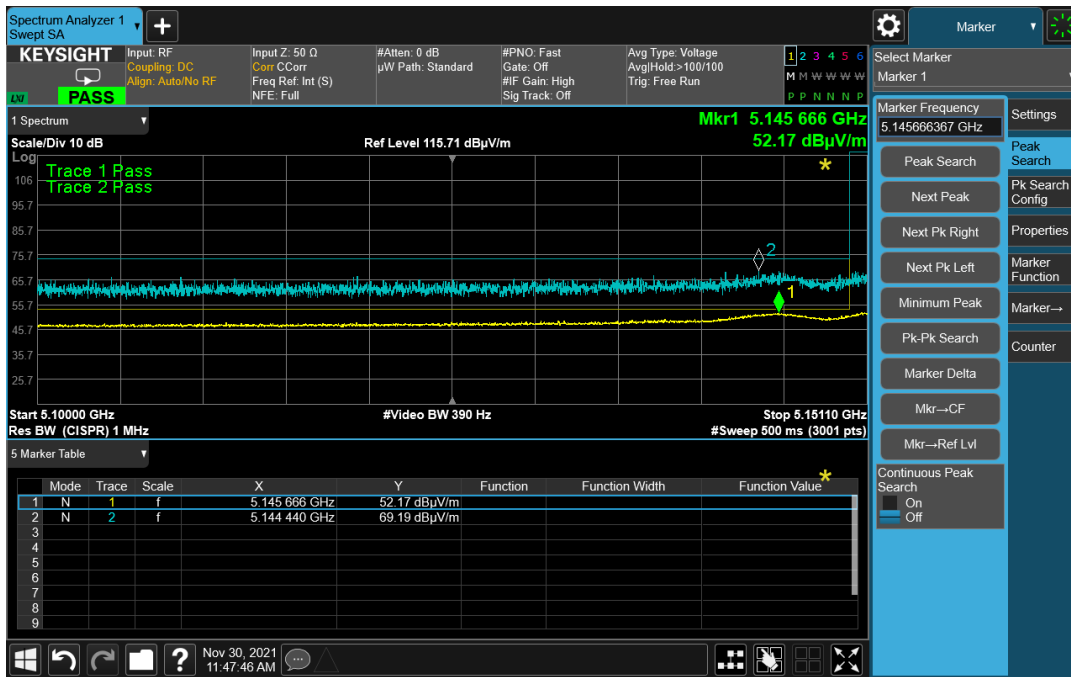 Spectrum Analyzer 1
Swept SA
Marker
KEYSIGHT
LXI
PASS
Input: RF
Coupling: DC
Align: Auto/No RF
Input Z: 50 Ω
Corr CCorr
Freq Ref: Int (S)
NFE: Full
#Atten: 0 dB
µW Path: Standard
#PNO: Fast
Gate: Off
#IF Gain: High
Sig Track: Off
Avg Type: Voltage
Avg|Hold:>100/100
Trig: Free Run
1 2 3 4 5 6
M M W W W W
P P N N N P
Select Marker
Marker 1
1 Spectrum
Scale/Div 10 dB
Ref Level 115.71 dBµV/m
Mkr1 5.145 666 GHz
52.17 dBµV/m
Log
Trace 1 Pass
Trace 2 Pass
106
95.7
85.7
75.7
65.7
55.7
45.7
35.7
25.7
2
1
Start 5.10000 GHz
#Video BW 390 Hz
Stop 5.15110 GHz
Res BW (CISPR) 1 MHz
#Sweep 500 ms (3001 pts)
5 Marker Table
Mode Trace Scale X Y Function Function Width Function Value
1 N 1 f 5.145 666 GHz 52.17 dBµV/m
2 N 2 f 5.144 440 GHz 69.19 dBµV/m
3
4
5
6
7
8
9
Marker Frequency
5.145666367 GHz
Peak Search
Next Peak
Next Pk Right
Next Pk Left
Minimum Peak
Pk-Pk Search
Marker Delta
Mkr→CF
Mkr→Ref Lvl
Continuous Peak
Search
On
Off
Settings
Peak
Search
Pk Search
Config
Properties
Marker
Function
Marker→
Counter
?
Nov 30, 2021
11:47:46 AM